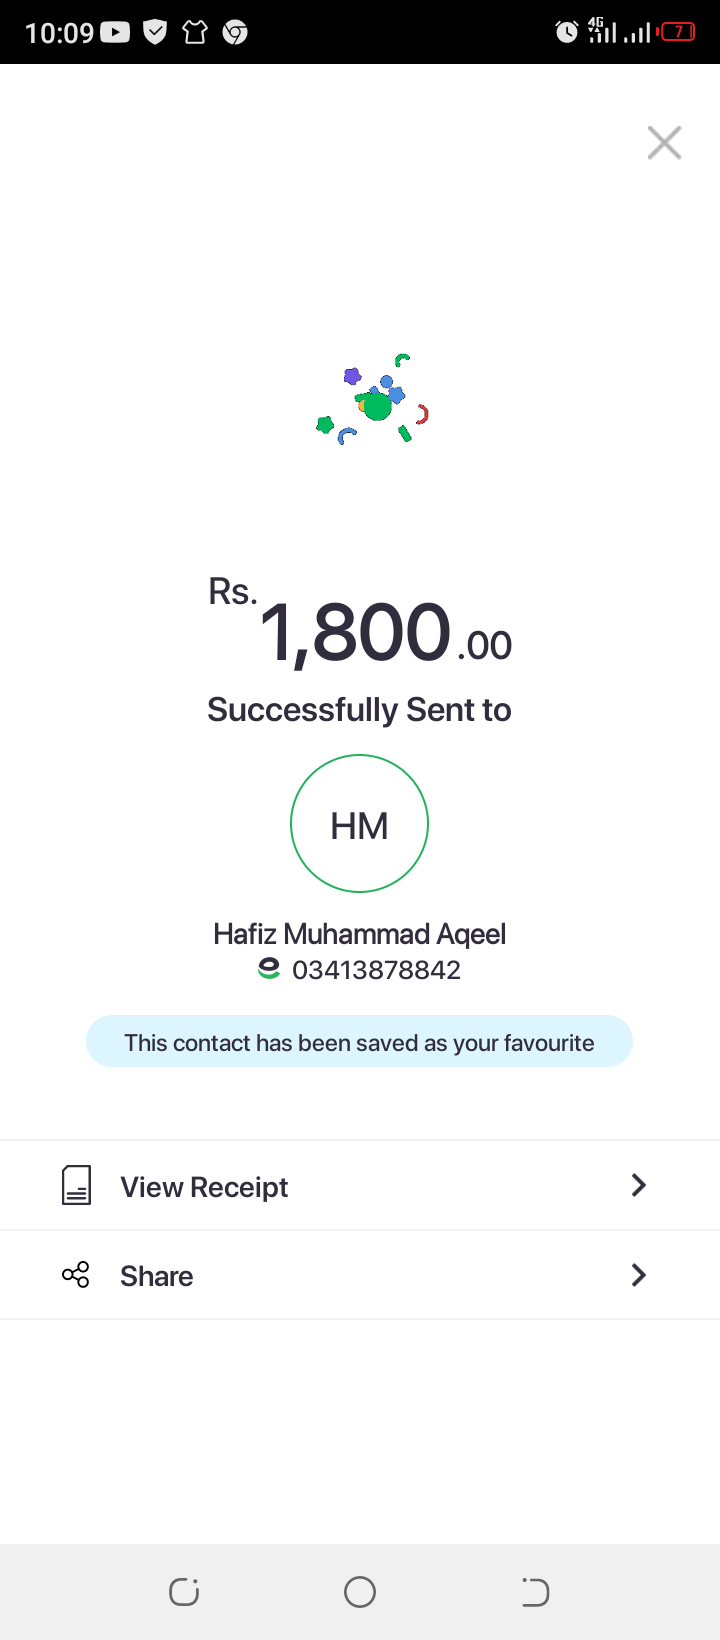 10:09
4G
7
Rs. 1,800.00
Successfully Sent to
HM
Hafiz Muhammad Aqeel
03413878842
This contact has been saved as your favourite
View Receipt
Share